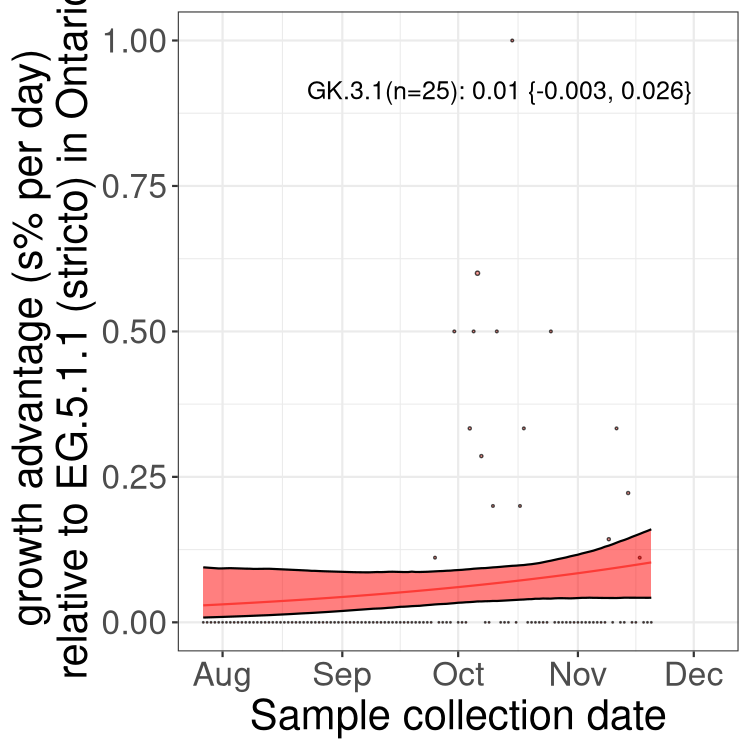 growth advantage (s% per day)
relative to EG.5.1.1 (stricto) in Ontario
1.00
0.75
0.50
0.25
0.00
GK.3.1(n=25): 0.01 {-0.003, 0.026}
Aug Sep Oct Nov Dec
Sample collection date